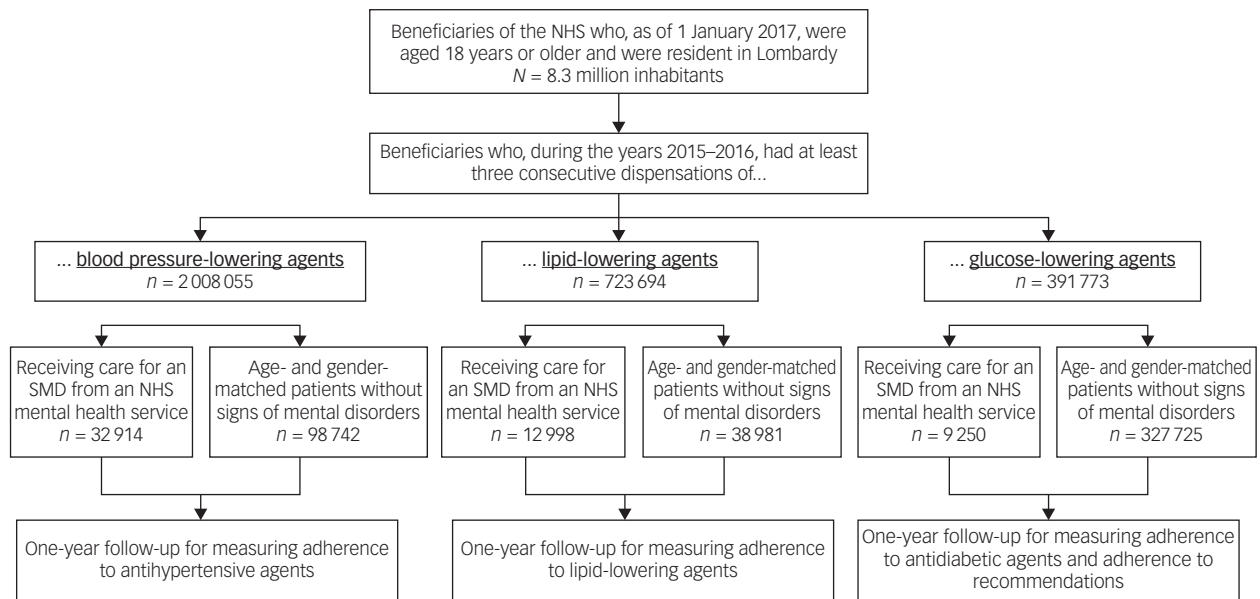 Beneficiaries of the NHS who, as of 1 January 2017, were
aged 18 years or older and were resident in Lombardy
N = 8.3 million inhabitants
Beneficiaries who, during the years 2015–2016, had at least
three consecutive dispensations of...
... blood pressure-lowering agents
n = 2 008 055
... lipid-lowering agents
n = 723 694
... glucose-lowering agents
n = 391 773
Receiving care for an
SMD from an NHS
mental health service
n = 32 914
Age- and gender-
matched patients without
signs of mental disorders
n = 98 742
Receiving care for
an SMD from an NHS
mental health service
n = 12 998
Age- and gender-matched
patients without signs
of mental disorders
n = 38 981
Receiving care for an
SMD from an NHS
mental health service
n = 9 250
Age- and gender-matched
patients without signs
of mental disorders
n = 327 725
One-year follow-up for measuring adherence
to antihypertensive agents
One-year follow-up for measuring adherence
to lipid-lowering agents
One-year follow-up for measuring adherence
to antidiabetic agents and adherence to
recommendations